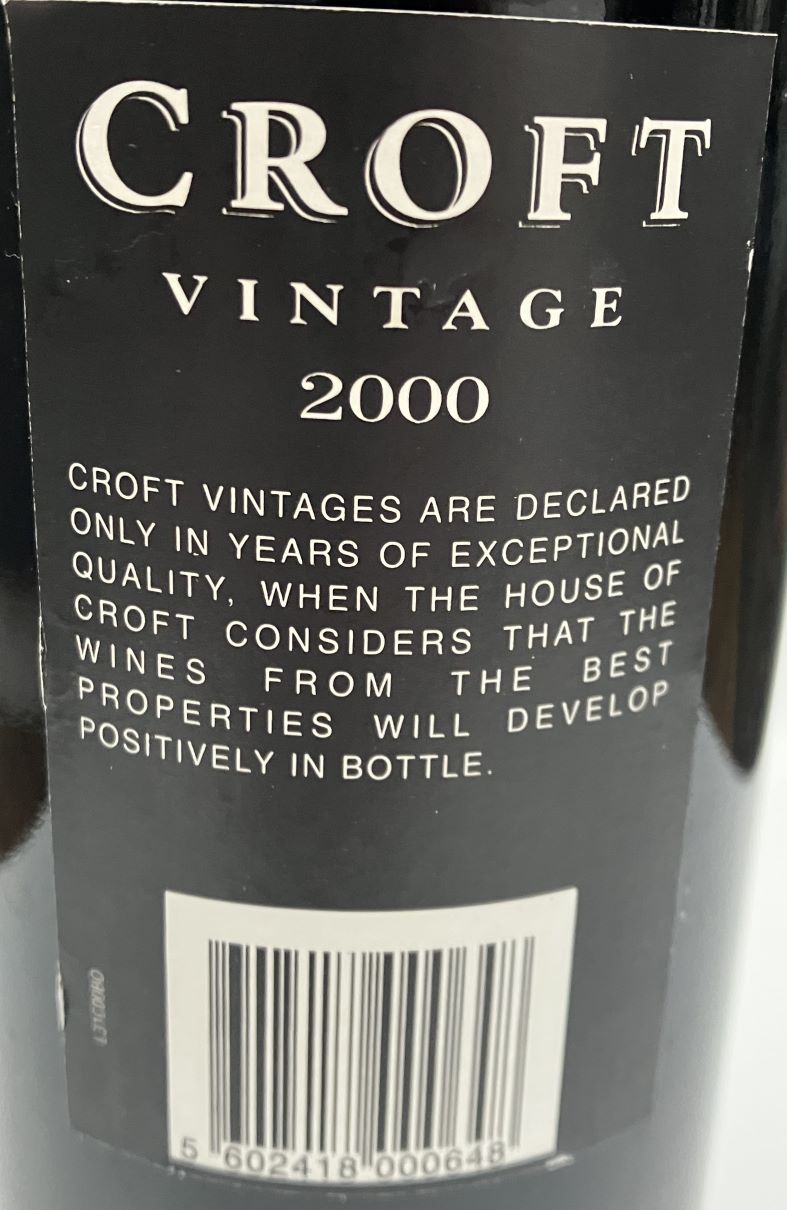 CROFT
VINTAGE
2000
CROFT VINTAGES ARE DECLARED
ONLY IN YEARS OF EXCEPTIONAL
QUALITY, WHEN THE HOUSE OF
CROFT CONSIDERS THAT THE
WINES FROM THE BEST
PROPERTIES WILL DEVELOP
POSITIVELY IN BOTTLE.
5 602418 000648